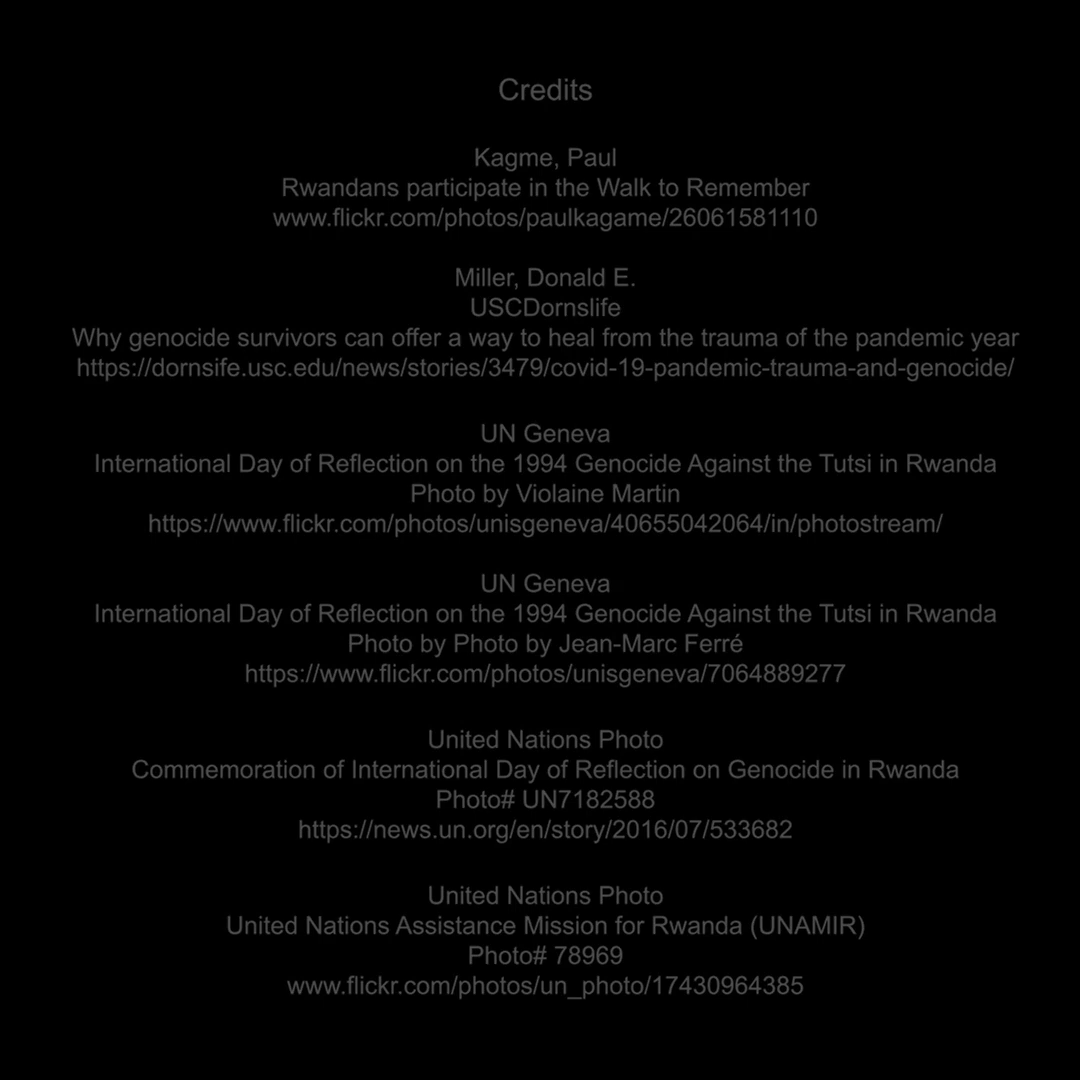 Credits
Kagme, Paul
Rwandans participate in the Walk to Remember
www.flickr.com/photos/paulkagame/26061581110
Miller, Donald E.
USCDornslife
Why genocide survivors can offer a way to heal from the trauma of the pandemic year
https://dornsife.usc.edu/news/stories/3479/covid-19-pandemic-trauma-and-genocide/
UN Geneva
International Day of Reflection on the 1994 Genocide Against the Tutsi in Rwanda
Photo by Violaine Martin
https://www.flickr.com/photos/unisgeneva/40655042064/in/photostream/
UN Geneva
International Day of Reflection on the 1994 Genocide Against the Tutsi in Rwanda
Photo by Photo by Jean-Marc Ferré
https://www.flickr.com/photos/unisgeneva/7064889277
United Nations Photo
Commemoration of International Day of Reflection on Genocide in Rwanda
Photo# UN7182588
https://news.un.org/en/story/2016/07/533682
United Nations Photo
United Nations Assistance Mission for Rwanda (UNAMIR)
Photo# 78969
www.flickr.com/photos/un_photo/17430964385